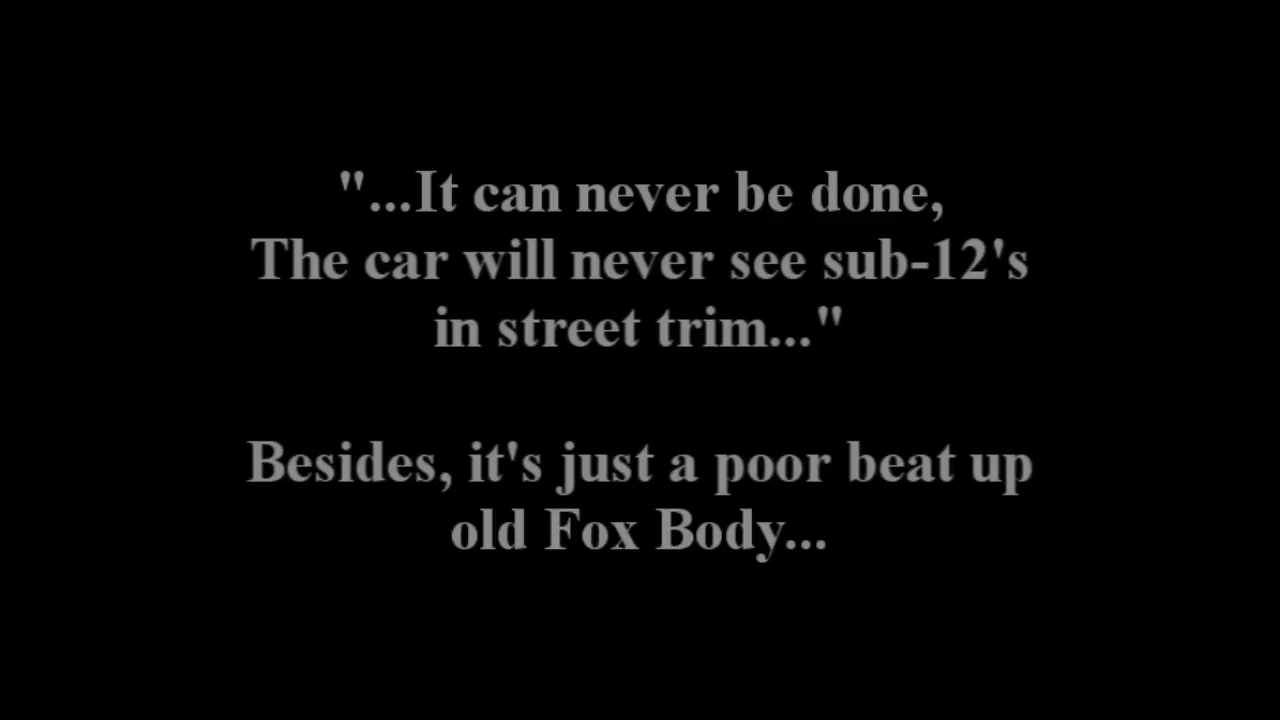 "...It can never be done,
The car will never see sub-12's
in street trim..."
Besides, it's just a poor beat up
old Fox Body...